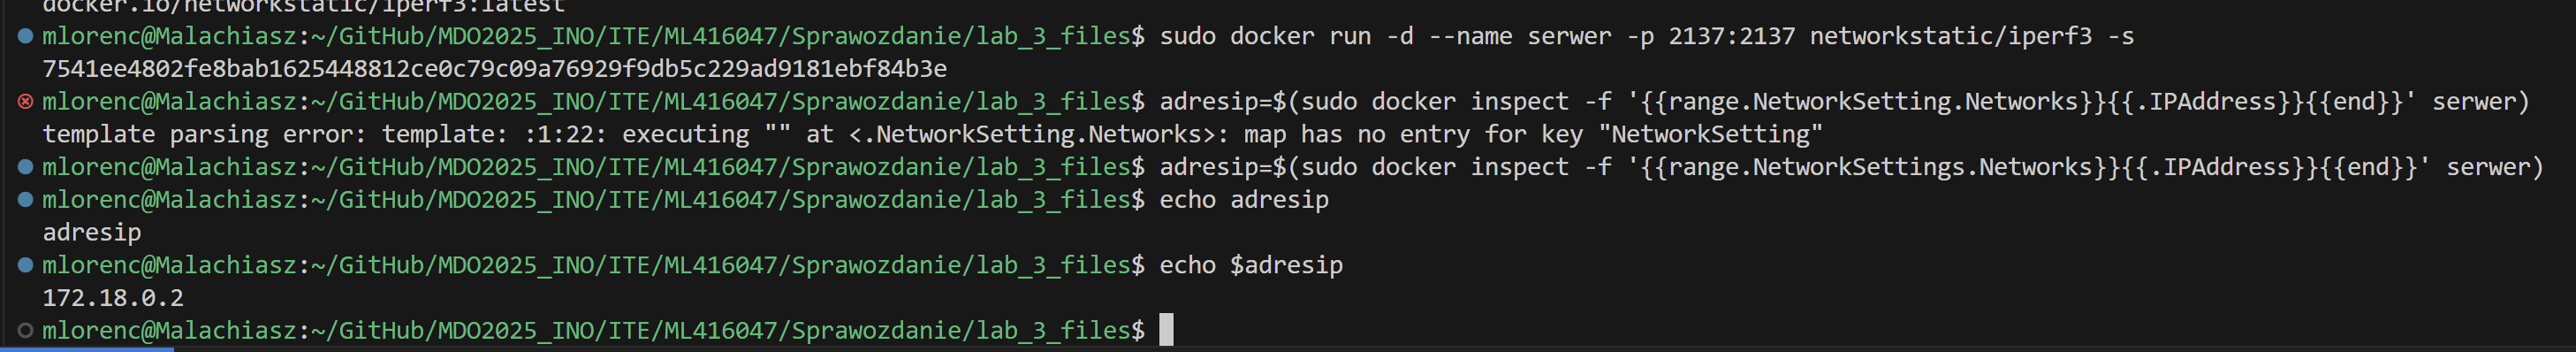 docker.io/networkstatic/iperf3:latest
mlorenc@Malachiasz:~/GitHub/MDO2025_INO/ITE/ML416047/Sprawozdanie/lab_3_files$ sudo docker run -d --name serwer -p 2137:2137 networkstatic/iperf3 -s
7541ee4802fe8bab1625448812ce0c79c09a76929f9db5c229ad9181ebf84b3e
mlorenc@Malachiasz:~/GitHub/MDO2025_INO/ITE/ML416047/Sprawozdanie/lab_3_files$ adresip=$(sudo docker inspect -f '{{range.NetworkSetting.Networks}}{{.IPAddress}}{{end}}' serwer)
template parsing error: template: :1:22: executing "" at <.NetworkSetting.Networks>: map has no entry for key "NetworkSetting"
mlorenc@Malachiasz:~/GitHub/MDO2025_INO/ITE/ML416047/Sprawozdanie/lab_3_files$ adresip=$(sudo docker inspect -f '{{range.NetworkSettings.Networks}}{{.IPAddress}}{{end}}' serwer)
mlorenc@Malachiasz:~/GitHub/MDO2025_INO/ITE/ML416047/Sprawozdanie/lab_3_files$ echo adresip
adresip
mlorenc@Malachiasz:~/GitHub/MDO2025_INO/ITE/ML416047/Sprawozdanie/lab_3_files$ echo $adresip
172.18.0.2
mlorenc@Malachiasz:~/GitHub/MDO2025_INO/ITE/ML416047/Sprawozdanie/lab_3_files$